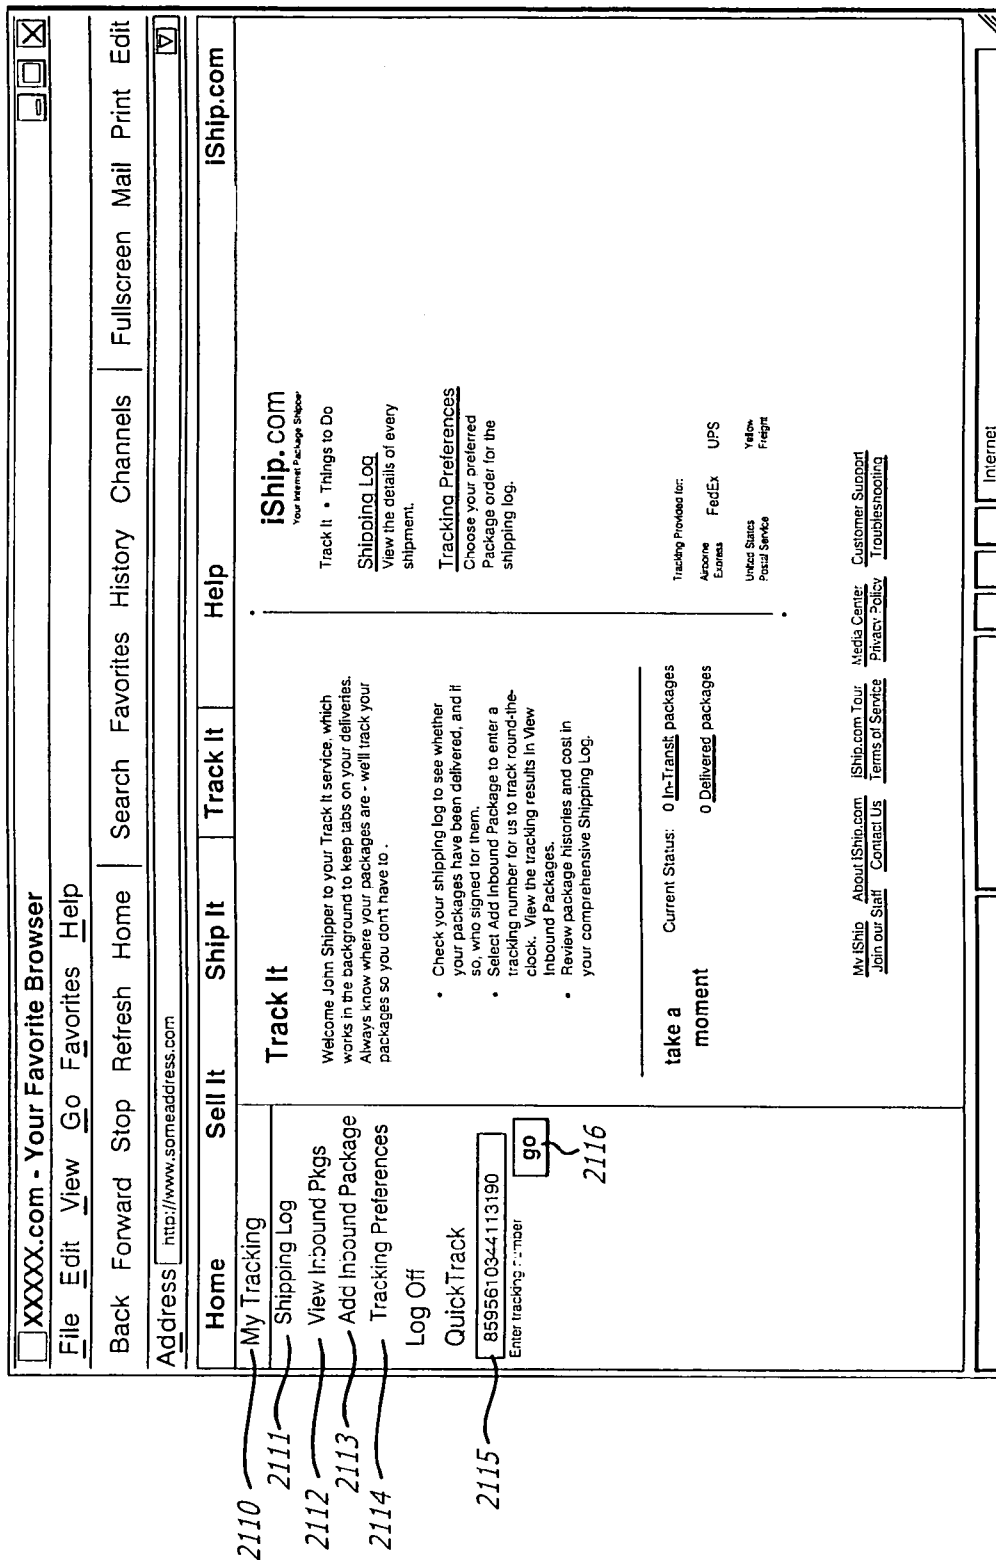 XXXXX.com - Your Favorite Browser
File Edit View Go Favorites Help
Back Forward Stop Refresh Home Search Favorites History Channels Fullscreen Mail Print Edit
Address http://www.someaddress.com
Home Sell It Ship It Track It Help iShip.com
2110 My Tracking
2111 Shipping Log
2112 View Inbound Pkgs
2113 Add Inbound Package
2114 Tracking Preferences
Log Off
QuickTrack
2115 8595610344113190
Enter tracking number
go
2116
Track It
Welcome John Shipper to your Track It service, which
works in the background to keep tabs on your deliveries.
Always know where your packages are - we'll track your
packages so you don't have to .
• Check your shipping log to see whether
your packages have been delivered, and if
so, who signed for them.
• Select Add Inbound Package to enter a
tracking number for us to track round-the-
clock. View the tracking results In View
Inbound Packages.
• Review package histories and cost in
your comprehensive Shipping Log.
take a
moment
Current Status: 0 In-Transit packages
0 Delivered packages
iShip.com
Your Internet Package Shipper
Track It • Things to Do
Shipping Log
View the details of every
shipment.
Tracking Preferences
Choose your preferred
Package order for the
shipping log.
Tracking Provided for:
Airborne
Express
FedEx
UPS
United States
Postal Service
Yellow
Freight
My iShip About iShip.com iShip.com Tour Media Center Customer Support
Join our Staff Contact Us Terms of Service Privacy Policy Troubleshooting
Internet